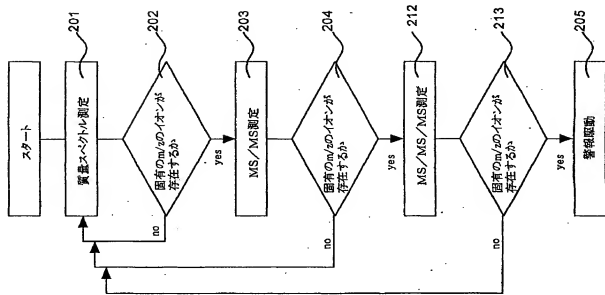 スタート
201
質量スペクトル測定
202
固有のm/zのイオンが
存在するか
no
yes
203
MS/MS測定
204
固有のm/zのイオンが
存在するか
no
yes
212
MS/MS/MS測定
213
固有のm/zのイオンが
存在するか
no
yes
205
警報駆動